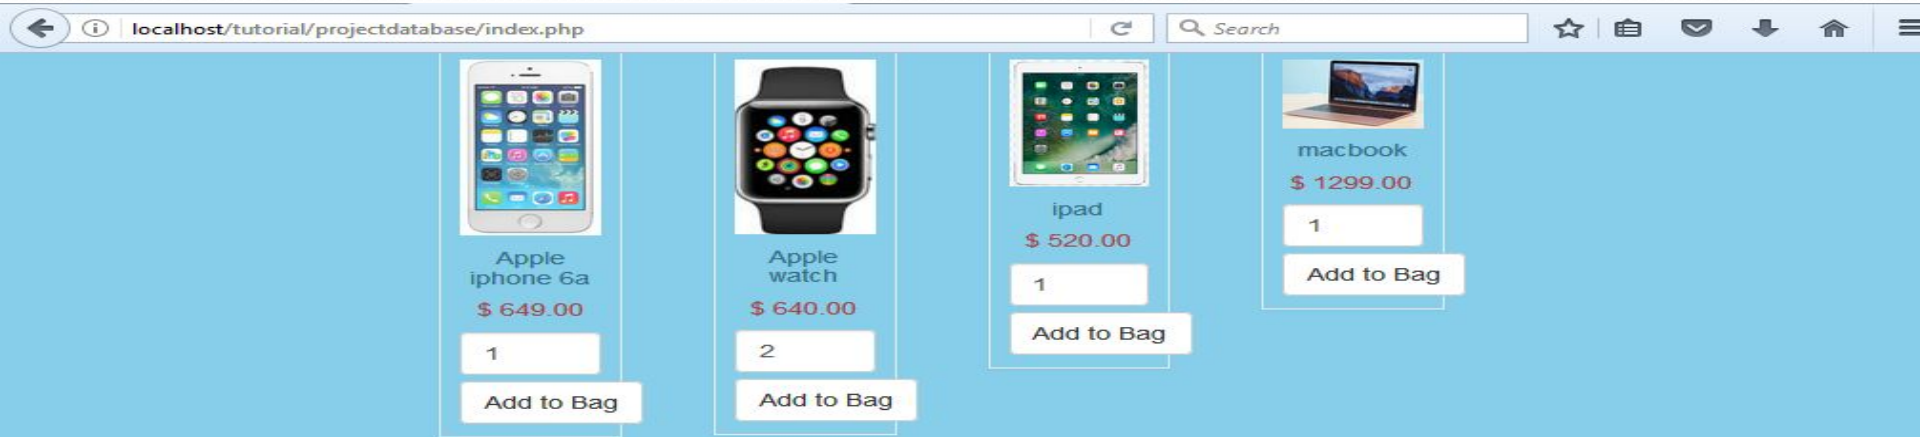 localhost/tutorial/projectdatabase/index.php
Search
Apple
iphone 6a
$ 649.00
1
Add to Bag
Apple
watch
$ 640.00
2
Add to Bag
ipad
$ 520.00
1
Add to Bag
macbook
$ 1299.00
1
Add to Bag